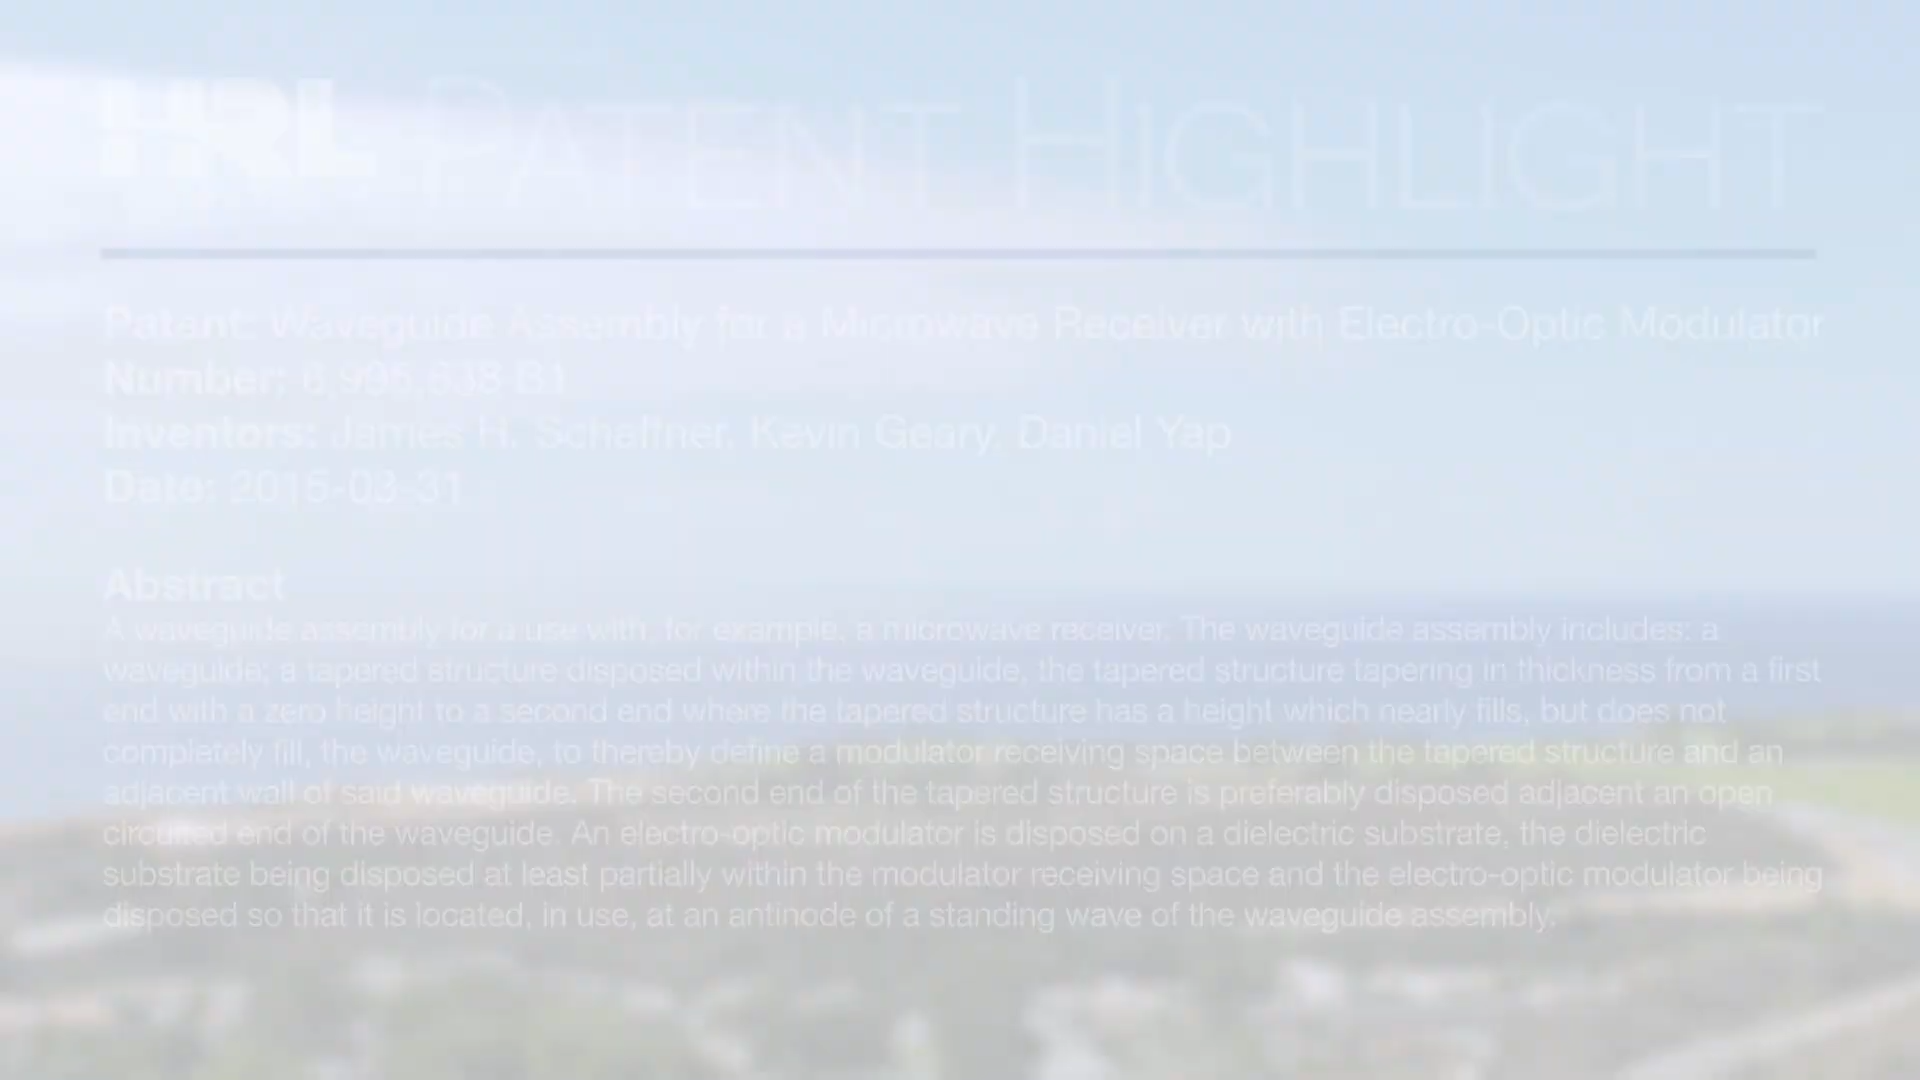 HRL PATENT HIGHLIGHT
Patent: Waveguide Assembly for a Microwave Receiver with Electro-Optic Modulator
Number: B1
Inventors: James H. Schaffner, Kevin Geary, Daniel Yap
Date: 2015-03-31
Abstract
A waveguide assembly for a use with, for example, a microwave receiver. The waveguide assembly includes: a
waveguide; a tapered structure disposed within the waveguide, the tapered structure tapering in thickness from a first
end with a zero height to a second end where the tapered structure has a height which nearly fills, but does not
completely fill, the waveguide, to thereby define a modulator receiving space between the tapered structure and an
adjacent wall of said waveguide. The second end of the tapered structure is preferably disposed adjacent an open
circuited end of the waveguide. An electro-optic modulator is disposed on a dielectric substrate, the dielectric
substrate being disposed at least partially within the modulator receiving space and the electro-optic modulator being
disposed so that it is located, in use, at an antinode of a standing wave of the waveguide assembly.